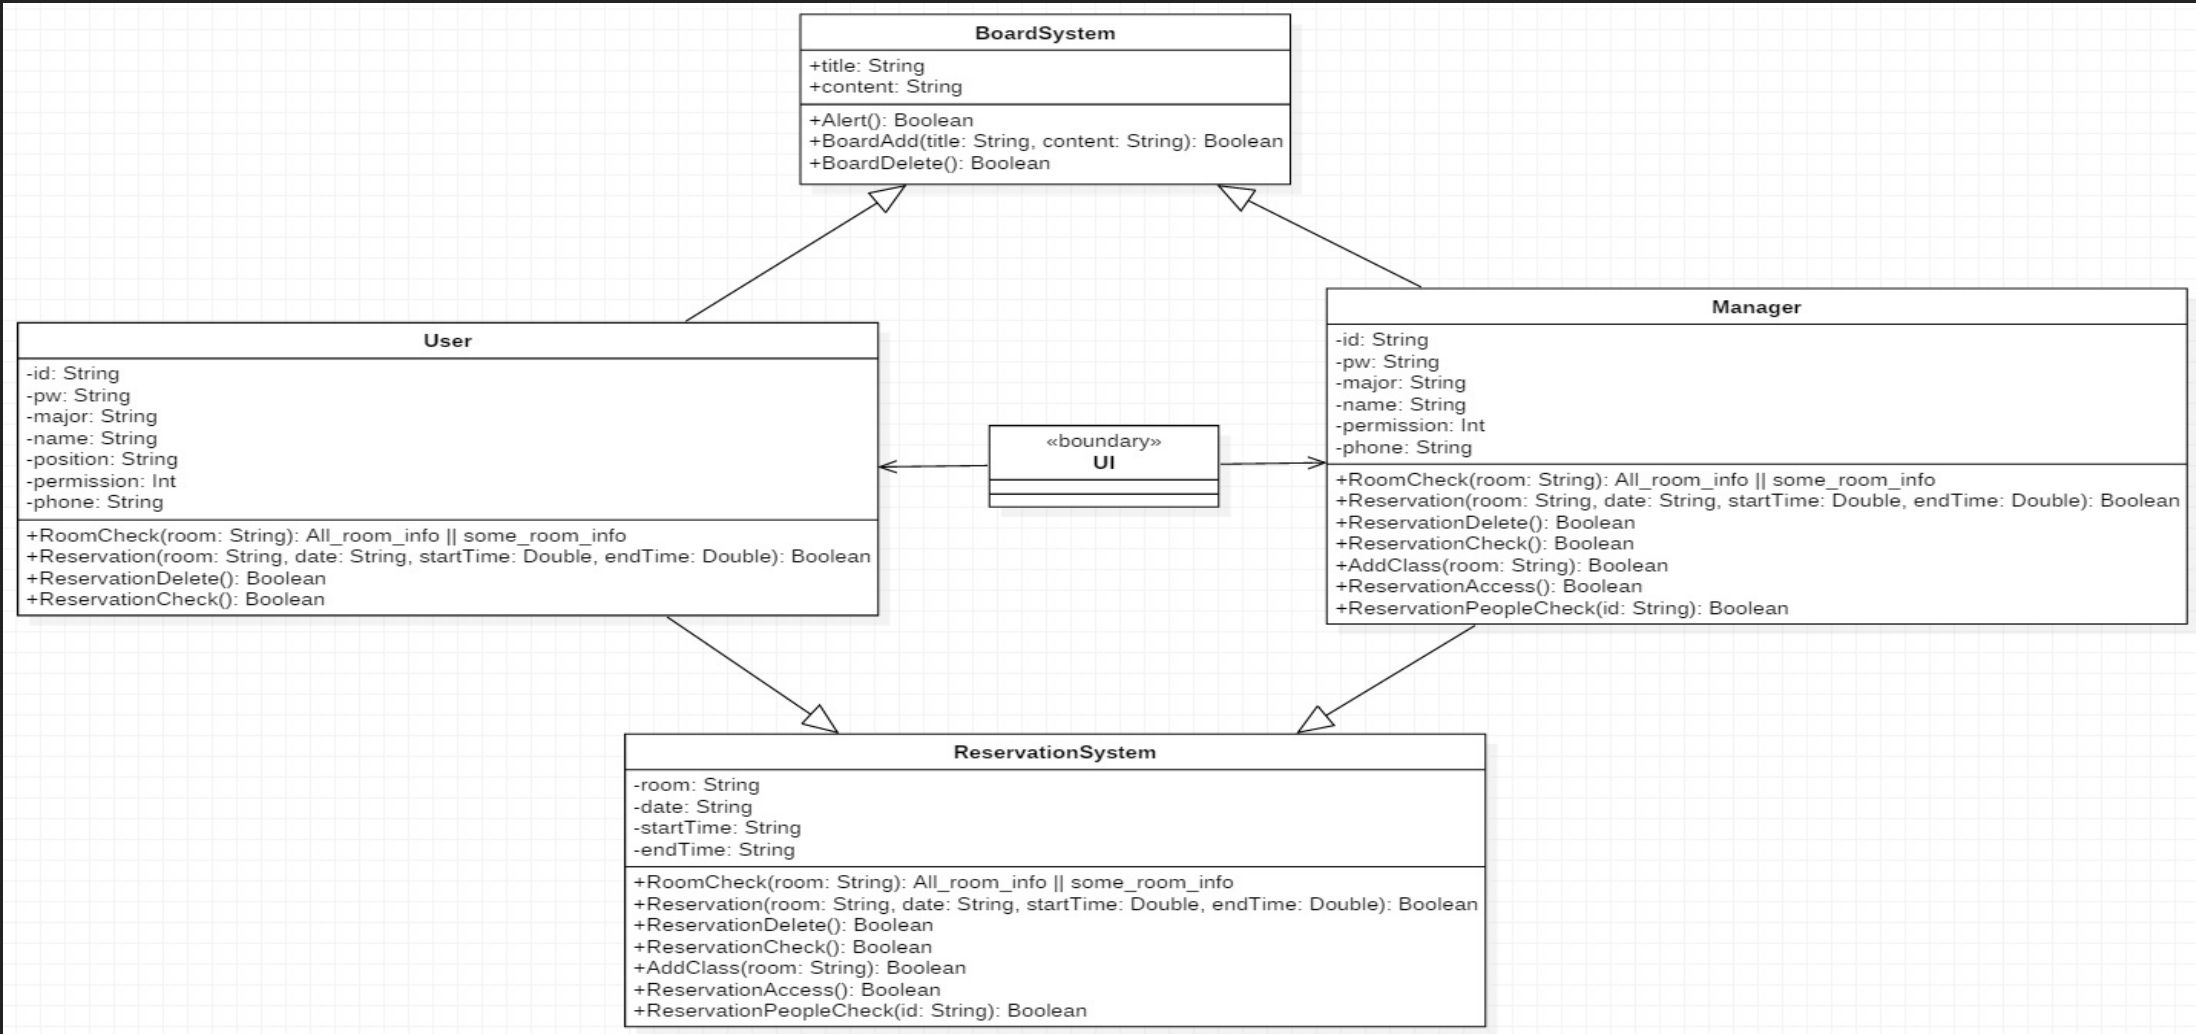 BoardSystem
+title: String
+content: String
+Alert(): Boolean
+BoardAdd(title: String, content: String): Boolean
+BoardDelete(): Boolean
User
-id: String
-pw: String
-major: String
-name: String
-position: String
-permission: Int
-phone: String
+RoomCheck(room: String): All_room_info || some_room_info
+Reservation(room: String, date: String, startTime: Double, endTime: Double): Boolean
+ReservationDelete(): Boolean
+ReservationCheck(): Boolean
«boundary»
UI
Manager
-id: String
-pw: String
-major: String
-name: String
-permission: Int
-phone: String
+RoomCheck(room: String): All_room_info || some_room_info
+Reservation(room: String, date: String, startTime: Double, endTime: Double): Boolean
+ReservationDelete(): Boolean
+ReservationCheck(): Boolean
+AddClass(room: String): Boolean
+ReservationAccess(): Boolean
+ReservationPeopleCheck(id: String): Boolean
ReservationSystem
-room: String
-date: String
-startTime: String
-endTime: String
+RoomCheck(room: String): All_room_info || some_room_info
+Reservation(room: String, date: String, startTime: Double, endTime: Double): Boolean
+ReservationDelete(): Boolean
+ReservationCheck(): Boolean
+AddClass(room: String): Boolean
+ReservationAccess(): Boolean
+ReservationPeopleCheck(id: String): Boolean